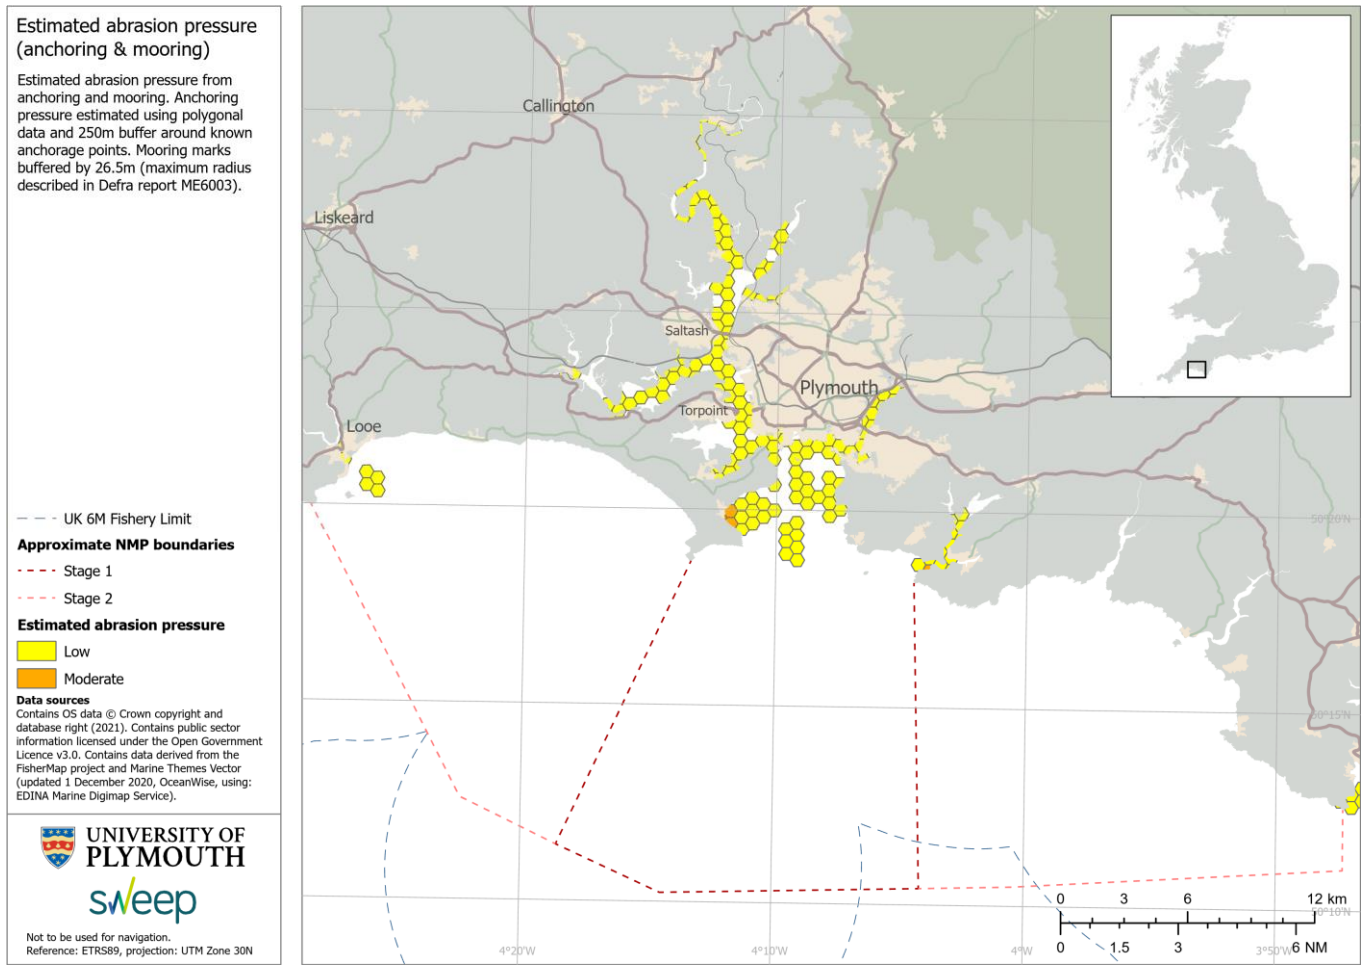 Estimated abrasion pressure
(anchoring & mooring)
Estimated abrasion pressure from
anchoring and mooring. Anchoring
pressure estimated using polygonal
data and 250m buffer around known
anchorage points. Mooring marks
buffered by 26.5m (maximum radius
described in Defra report ME6003).
UK 6M Fishery Limit
Approximate NMP boundaries
Stage 1
Stage 2
Estimated abrasion pressure
Low
Moderate
Data sources
Contains OS data © Crown copyright and
database right (2021). Contains public sector
information licensed under the Open Government
Licence v3.0. Contains data derived from the
FisherMap project and Marine Themes Vector
(updated 1 December 2020, OceanWise, using:
EDINA Marine Digimap Service).
UNIVERSITY OF
PLYMOUTH
sweep
Not to be used for navigation.
Reference: ETRS89, projection: UTM Zone 30N
Callington
Liskeard
Saltash
Plymouth
Torpoint
Looe
50°20'N
50°15'N
50°10'N
0 3 6 12 km
0 1.5 3 6 NM
4°20'W 4°10'W 4°W 3°50'W